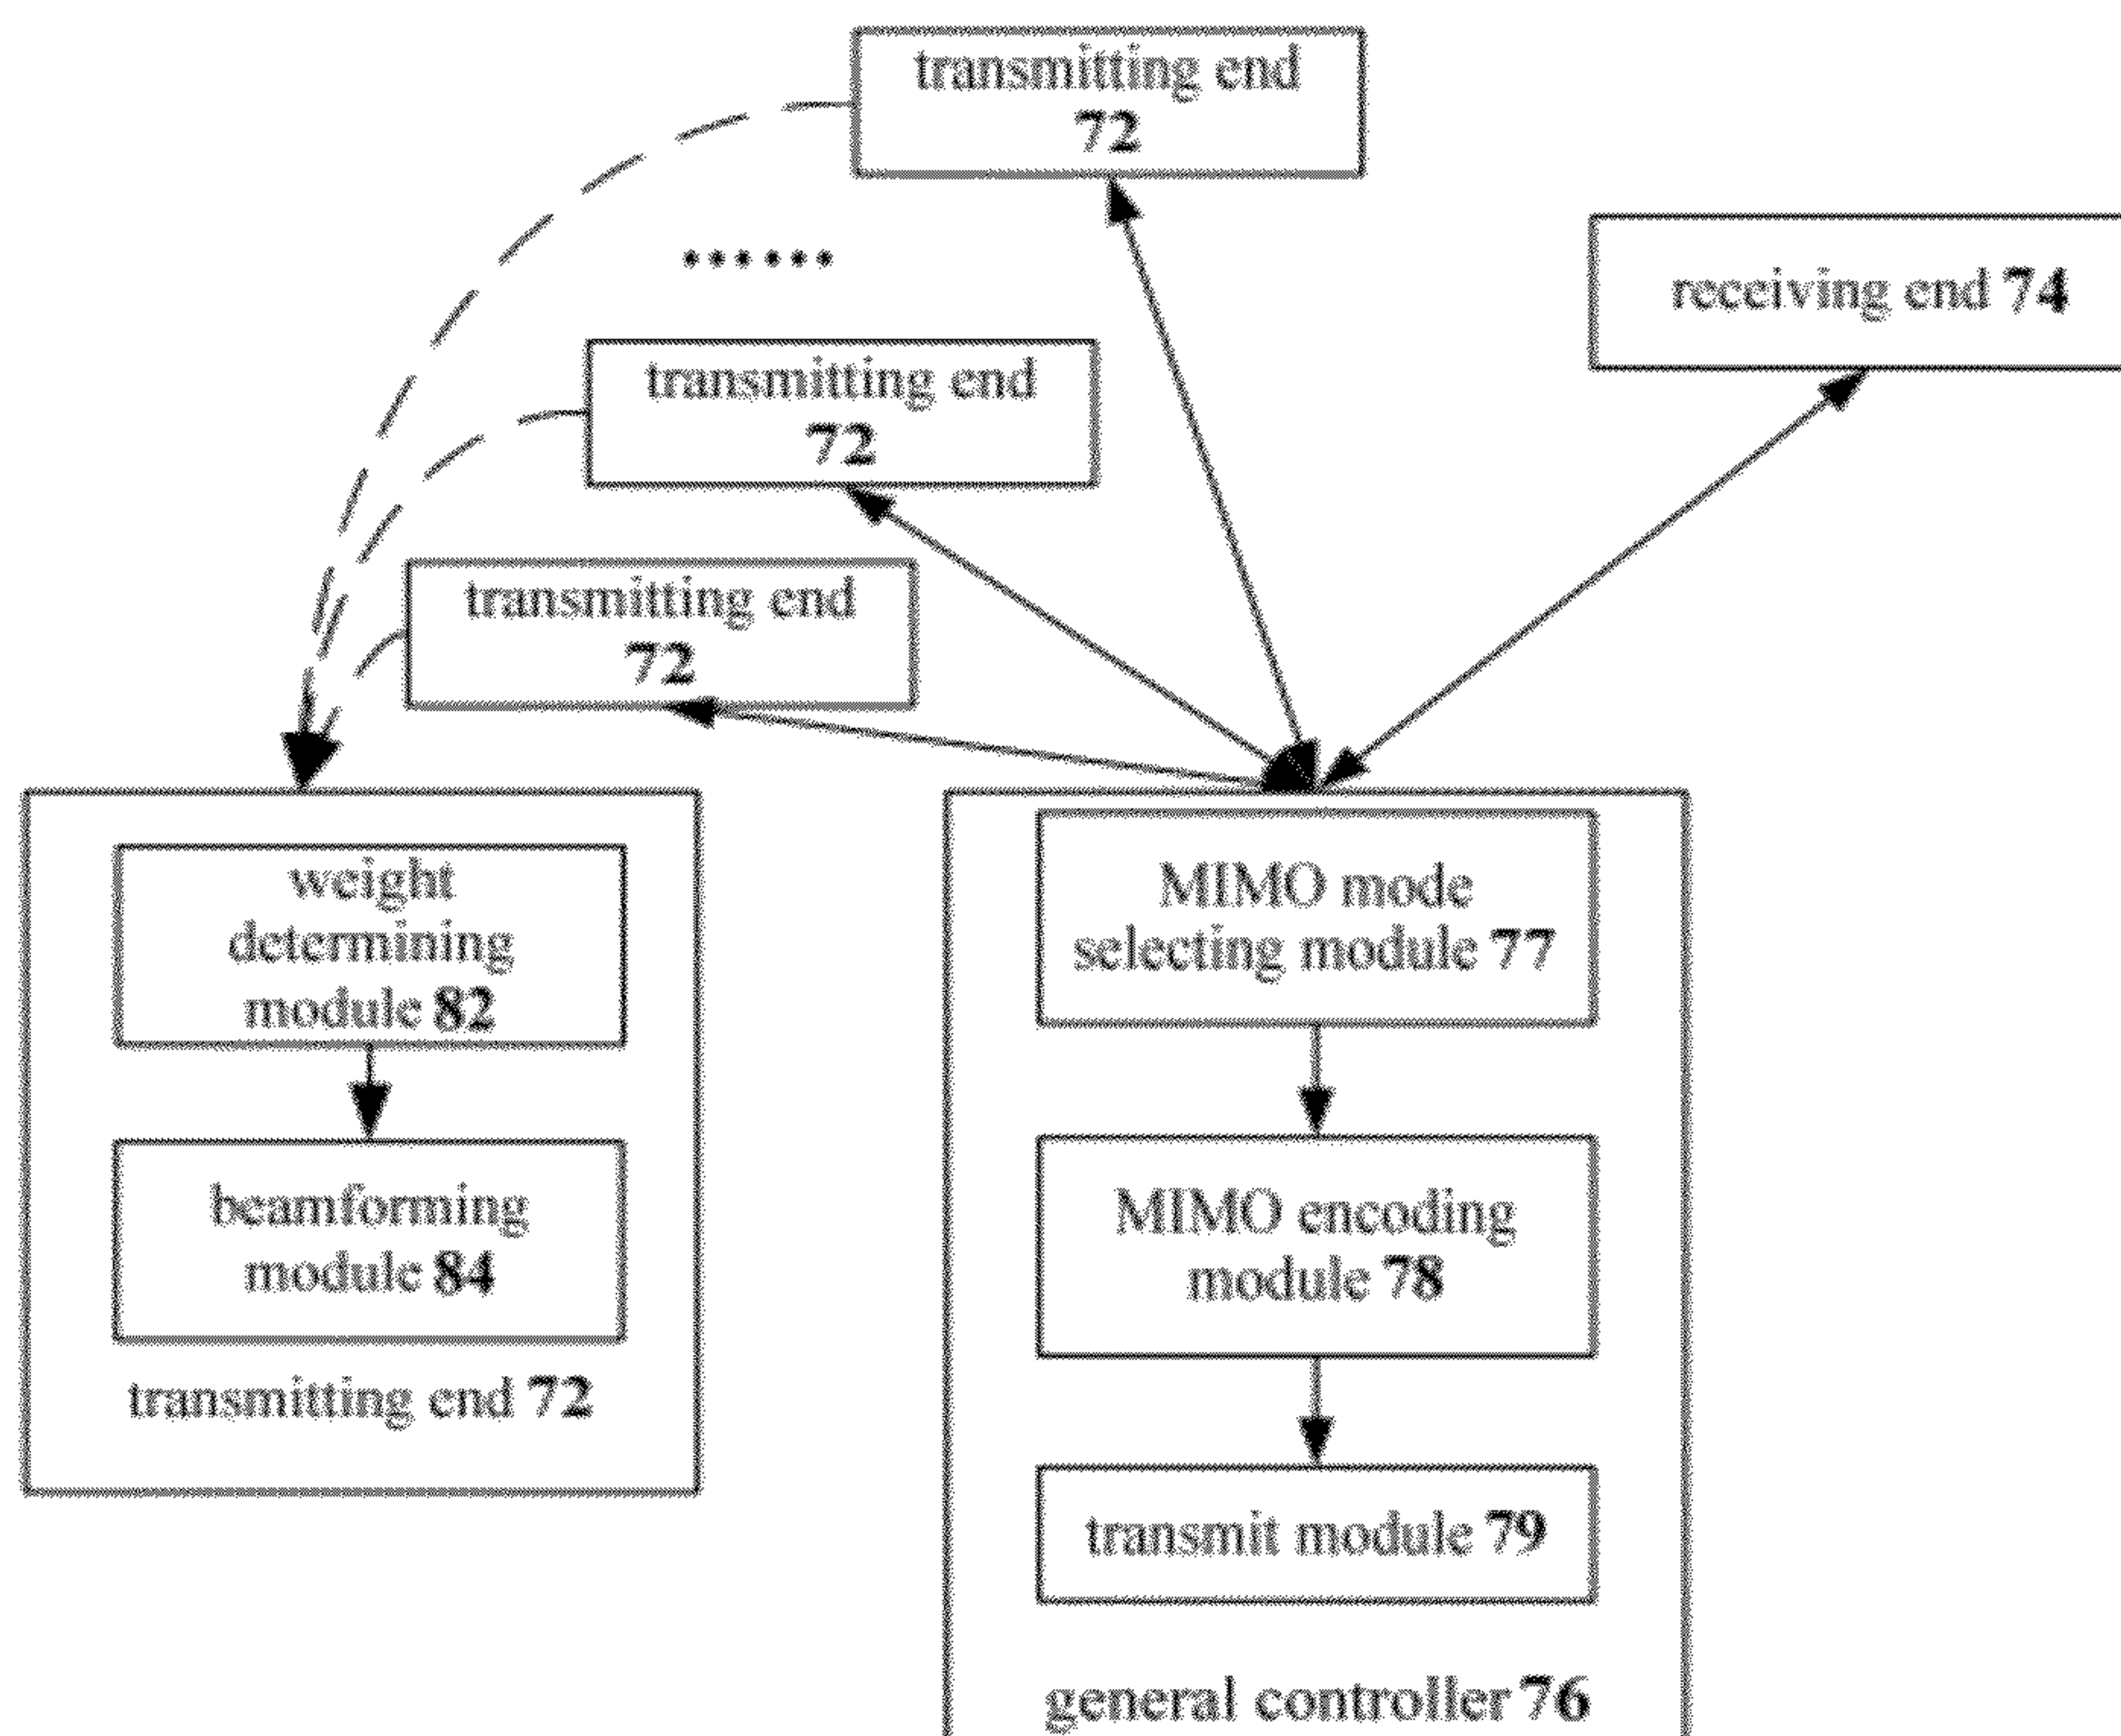 transmitting end
72
receiving end 74
......
transmitting end
72
transmitting end
72
weight
determining
module 82
beamforming
module 84
transmitting end 72
MIMO mode
selecting module 77
MIMO encoding
module 78
transmit module 79
general controller 76